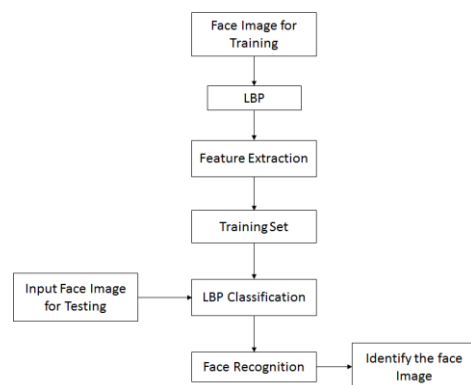 Face Image for
Training
LBP
Feature Extraction
Training Set
Input Face Image
for Testing
LBP Classification
Face Recognition
Identify the face
Image